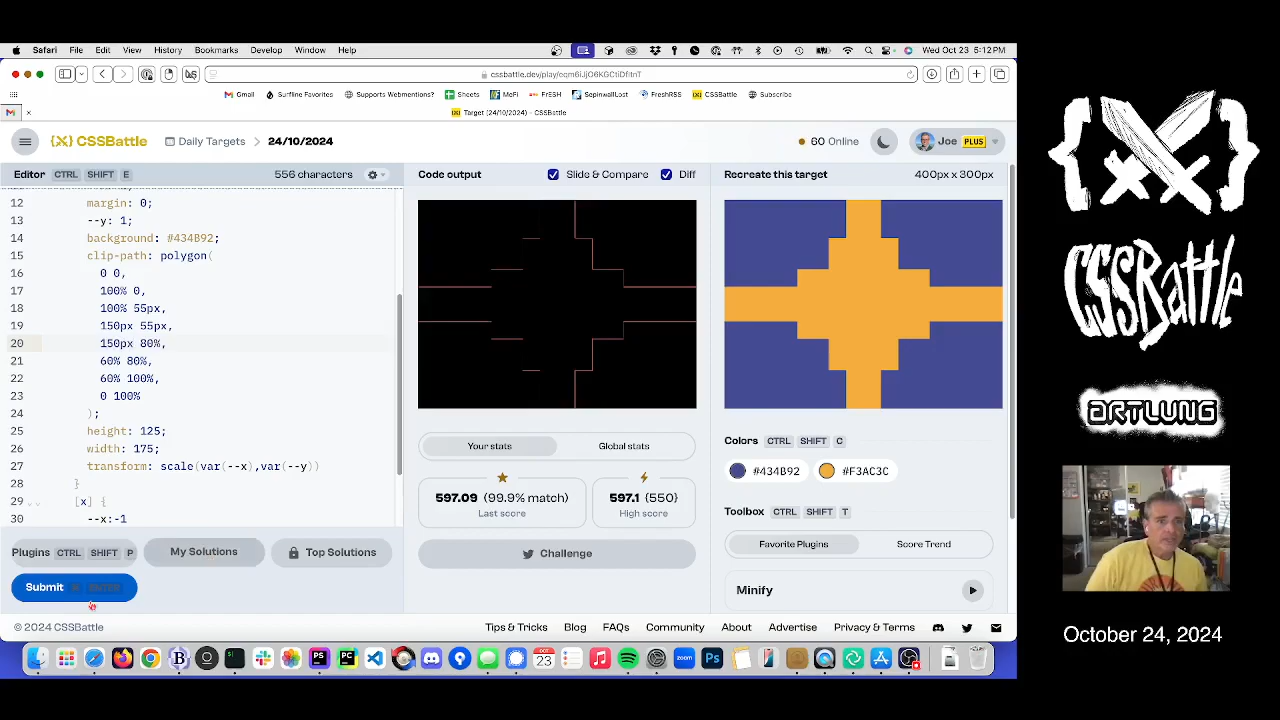 Safari File Edit View History Bookmarks Develop Window Help
Wed Oct 23 5:12 PM
cssbattle.dev/play/eqm6iJjO6KGCtiDfitnT
Gmail Surfline Favorites Supports Webmentions? Sheets MeFi FrESH SepinwallLost FreshRSS CSSBattle Subscribe
Target (24/10/2024) - CSSBattle
CSSBattle Daily Targets > 24/10/2024
60 Online
Joe PLUS
Editor CTRL SHIFT E 556 characters
Code output Slide & Compare Diff
Recreate this target 400px x 300px
12 margin: 0;
13 --y: 1;
14 background: #434B92;
15 clip-path: polygon(
16 0 0,
17 100% 0,
18 100% 55px,
19 150px 55px,
20 150px 80%,
21 60% 80%,
22 60% 100%,
23 0 100%
24 );
25 height: 125;
26 width: 175;
27 transform: scale(var(--x),var(--y))
28 }
29 [x] {
30 --x:-1
Plugins CTRL SHIFT P My Solutions Top Solutions
Submit ENTER
Your stats Global stats
597.09 (99.9% match)
Last score
597.1 (550)
High score
Challenge
Colors CTRL SHIFT C
#434B92 #F3AC3C
Toolbox CTRL SHIFT T
Favorite Plugins Score Trend
Minify
© 2024 CSSBattle
Tips & Tricks Blog FAQs Community About Advertise Privacy & Terms
CSSBattle
ARTLUNG
October 24, 2024